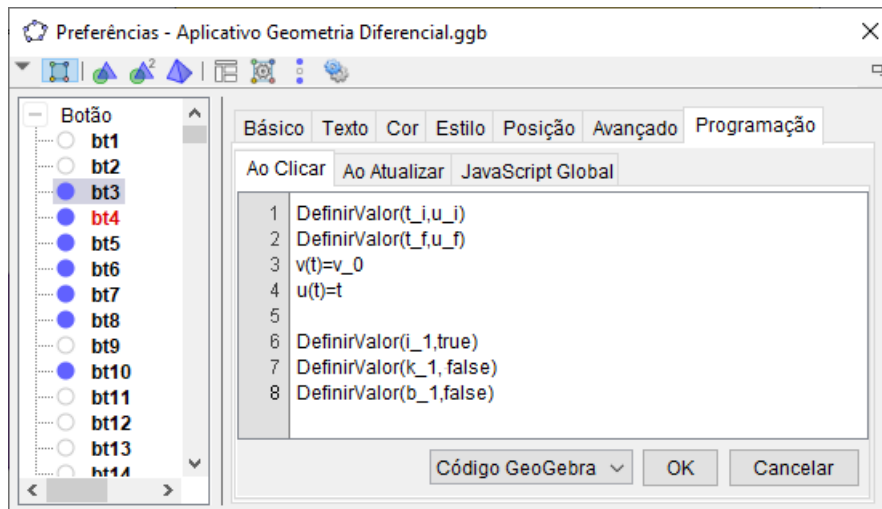 Preferências - Aplicativo Geometria Diferencial.ggb
Botão
bt1
bt2
bt3
bt4
bt5
bt6
bt7
bt8
bt9
bt10
bt11
bt12
bt13
bt14
Básico Texto Cor Estilo Posição Avançado Programação
Ao Clicar Ao Atualizar JavaScript Global
1 DefinirValor(t_i,u_i)
2 DefinirValor(t_f,u_f)
3 v(t)=v_0
4 u(t)=t
5
6 DefinirValor(i_1,true)
7 DefinirValor(k_1, false)
8 DefinirValor(b_1,false)
Código GeoGebra OK Cancelar